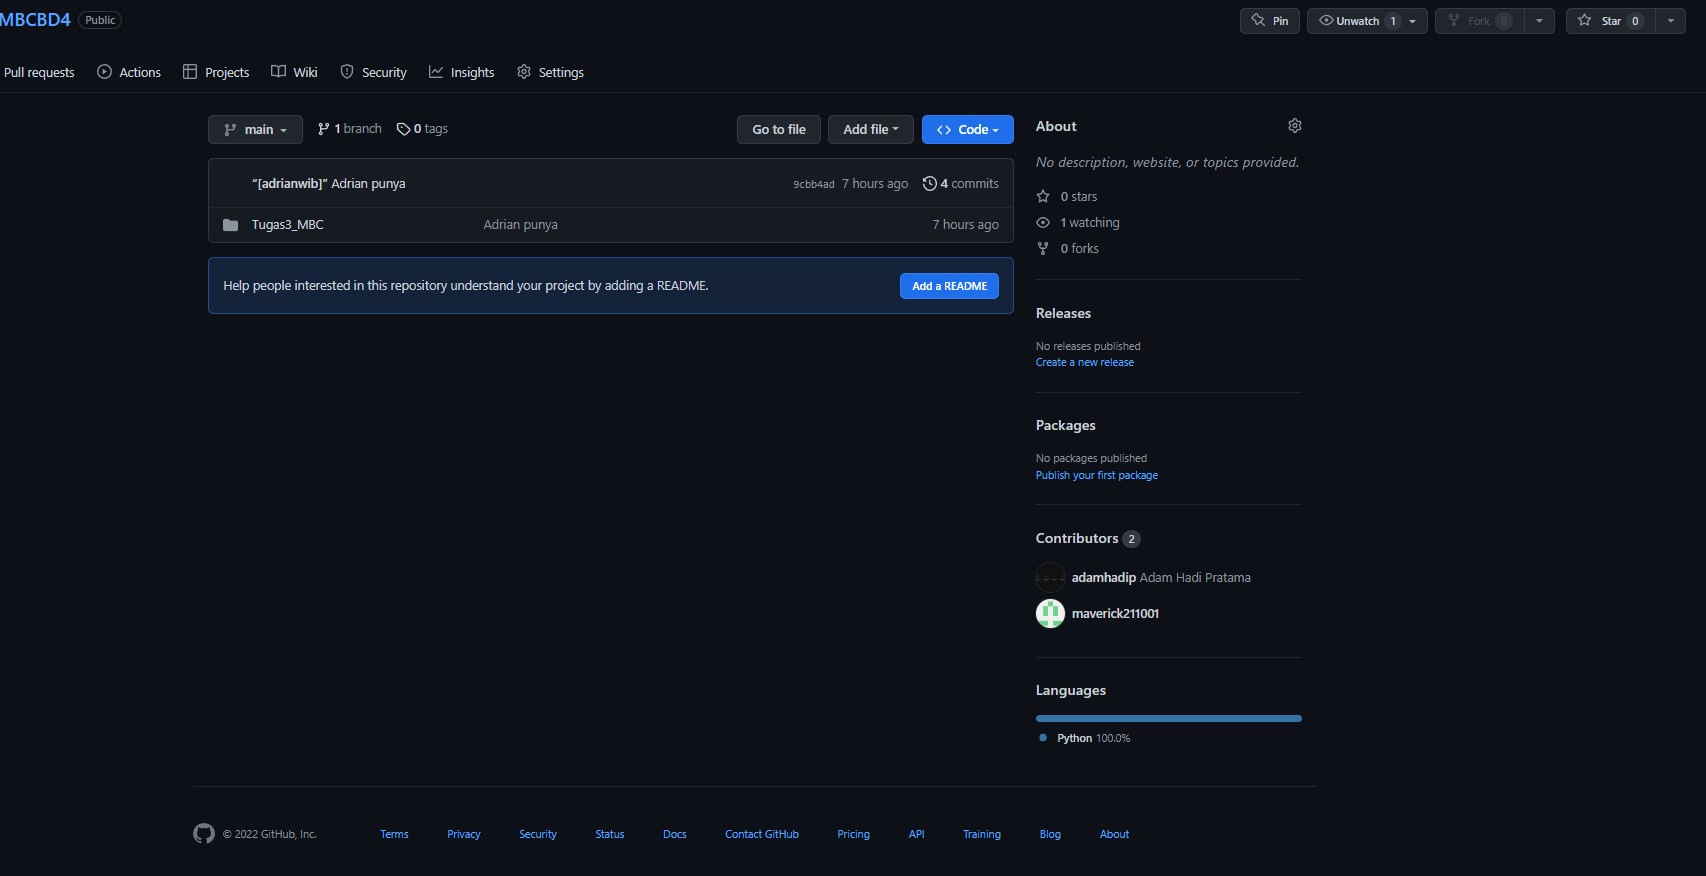 MBCBD4 Public
Pin Unwatch 1 Fork 0 Star 0
Pull requests Actions Projects Wiki Security Insights Settings
main 1 branch 0 tags Go to file Add file Code
"[adrianwib]" Adrian punya 9cbb4ad 7 hours ago 4 commits
Tugas3_MBC Adrian punya 7 hours ago
Help people interested in this repository understand your project by adding a README. Add a README
About
No description, website, or topics provided.
0 stars
1 watching
0 forks
Releases
No releases published
Create a new release
Packages
No packages published
Publish your first package
Contributors 2
adamhadip Adam Hadi Pratama
maverick211001
Languages
Python 100.0%
© 2022 GitHub, Inc. Terms Privacy Security Status Docs Contact GitHub Pricing API Training Blog About